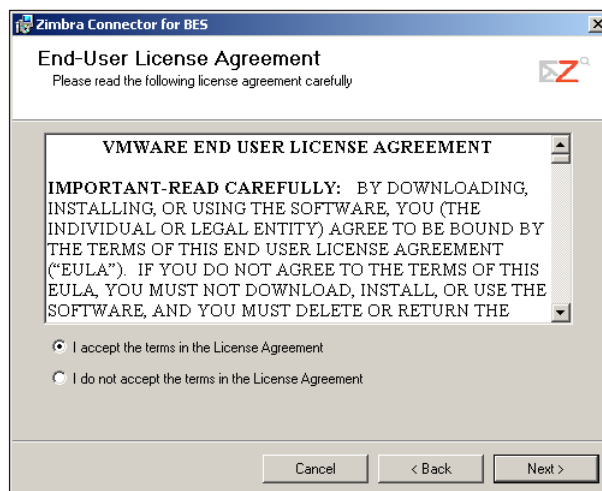 Zimbra Connector for BES
End-User License Agreement
Please read the following license agreement carefully
VMWARE END USER LICENSE AGREEMENT
IMPORTANT-READ CAREFULLY: BY DOWNLOADING,
INSTALLING, OR USING THE SOFTWARE, YOU (THE
INDIVIDUAL OR LEGAL ENTITY) AGREE TO BE BOUND BY
THE TERMS OF THIS END USER LICENSE AGREEMENT
(“EULA”). IF YOU DO NOT AGREE TO THE TERMS OF THIS
EULA, YOU MUST NOT DOWNLOAD, INSTALL, OR USE THE
SOFTWARE, AND YOU MUST DELETE OR RETURN THE
I accept the terms in the License Agreement
I do not accept the terms in the License Agreement
Cancel < Back Next >